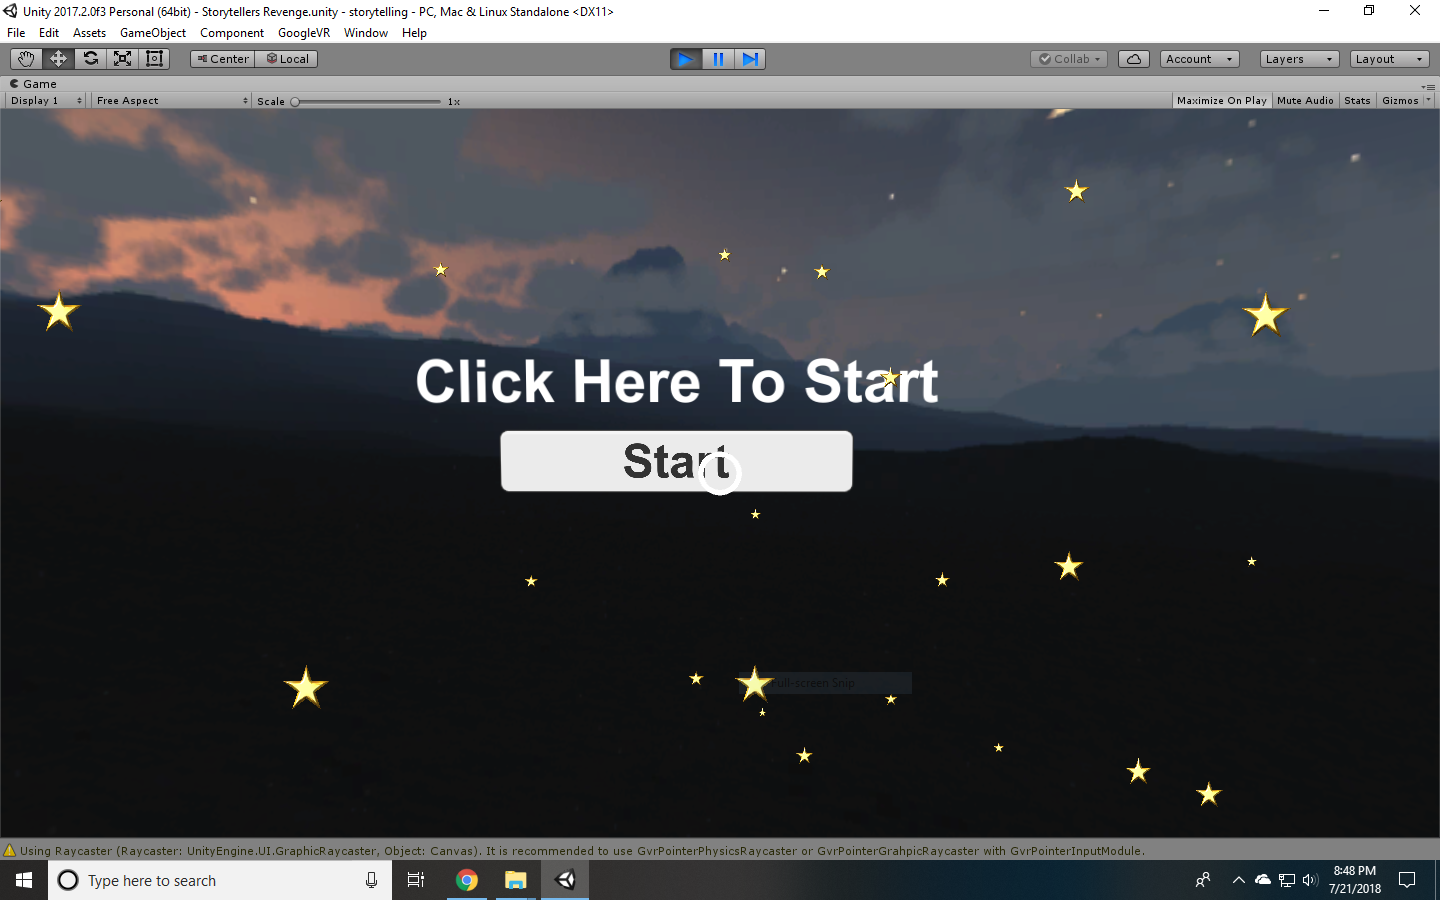 Unity 2017.2.0f3 Personal (64bit) - Storytellers Revenge.unity - storytelling - PC, Mac & Linux Standalone <DX11>
File Edit Assets GameObject Component GoogleVR Window Help
Center Local Collab Account Layers Layout
Game
Display 1 Free Aspect Scale 1x Maximize On Play Mute Audio Stats Gizmos
Click Here To Start
Start
Full-screen Snip
Using Raycaster (Raycaster: UnityEngine.UI.GraphicRaycaster, Object: Canvas). It is recommended to use GvrPointerPhysicsRaycaster or GvrPointerGrahpicRaycaster with GvrPointerInputModule.
Type here to search
8:48 PM
7/21/2018